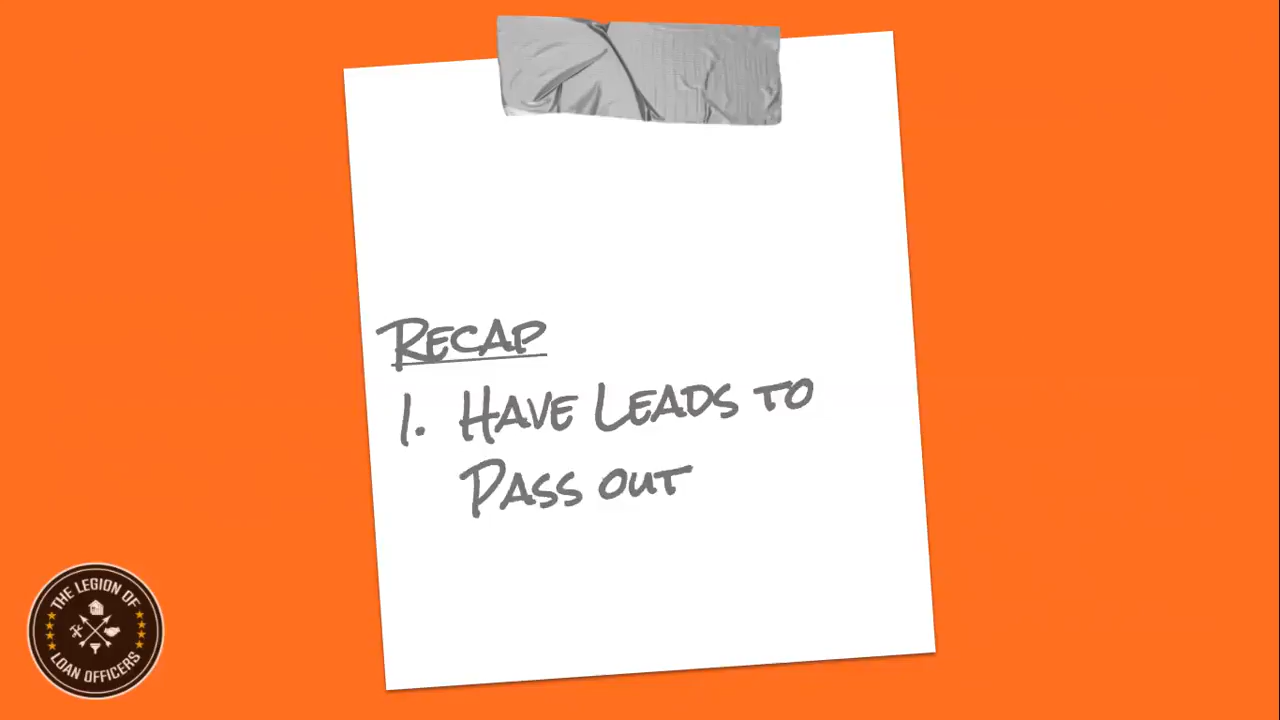 Recap
1. Have Leads to
Pass out
THE LEGION OF
LOAN OFFICERS